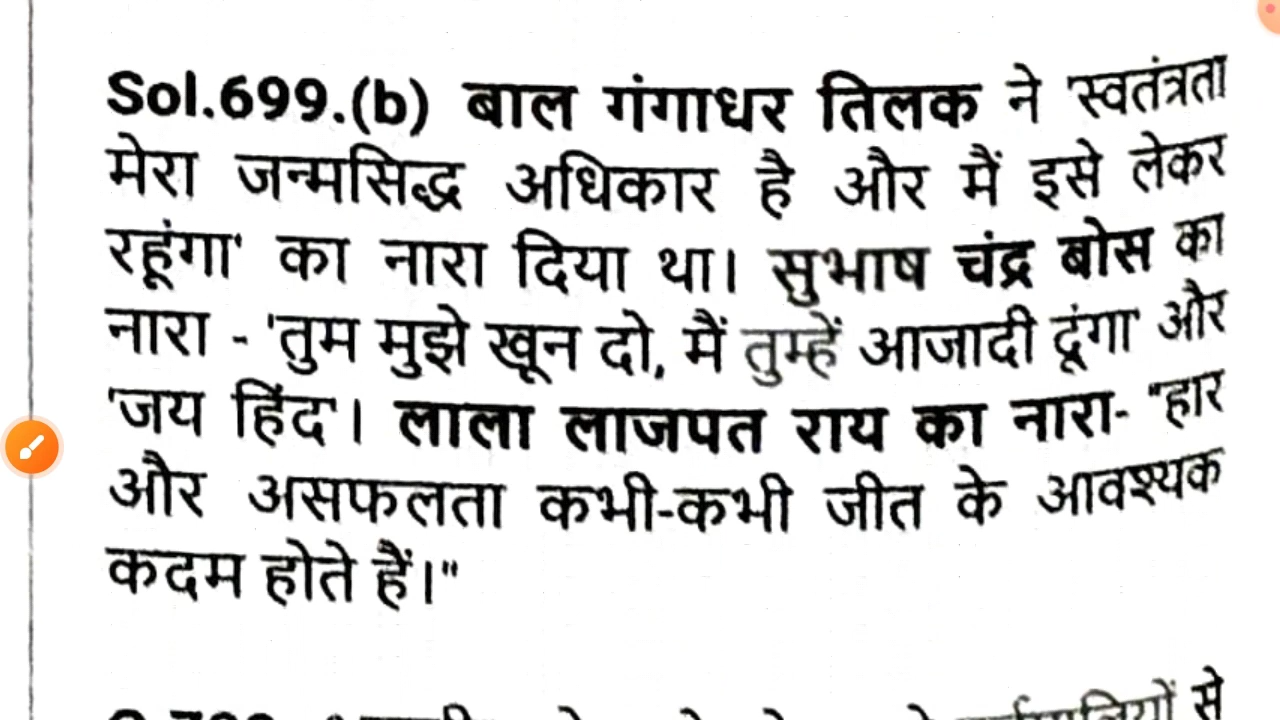 Sol.699.(b) बाल गंगाधर तिलक ने 'स्वतंत्रता
मेरा जन्मसिद्ध अधिकार है और मैं इसे लेकर
रहूंगा' का नारा दिया था। सुभाष चंद्र बोस का
नारा - 'तुम मुझे खून दो, मैं तुम्हें आजादी दूंगा' और
'जय हिंद'। लाला लाजपत राय का नारा- "हार
और असफलता कभी-कभी जीत के आवश्यक
कदम होते हैं।"
से